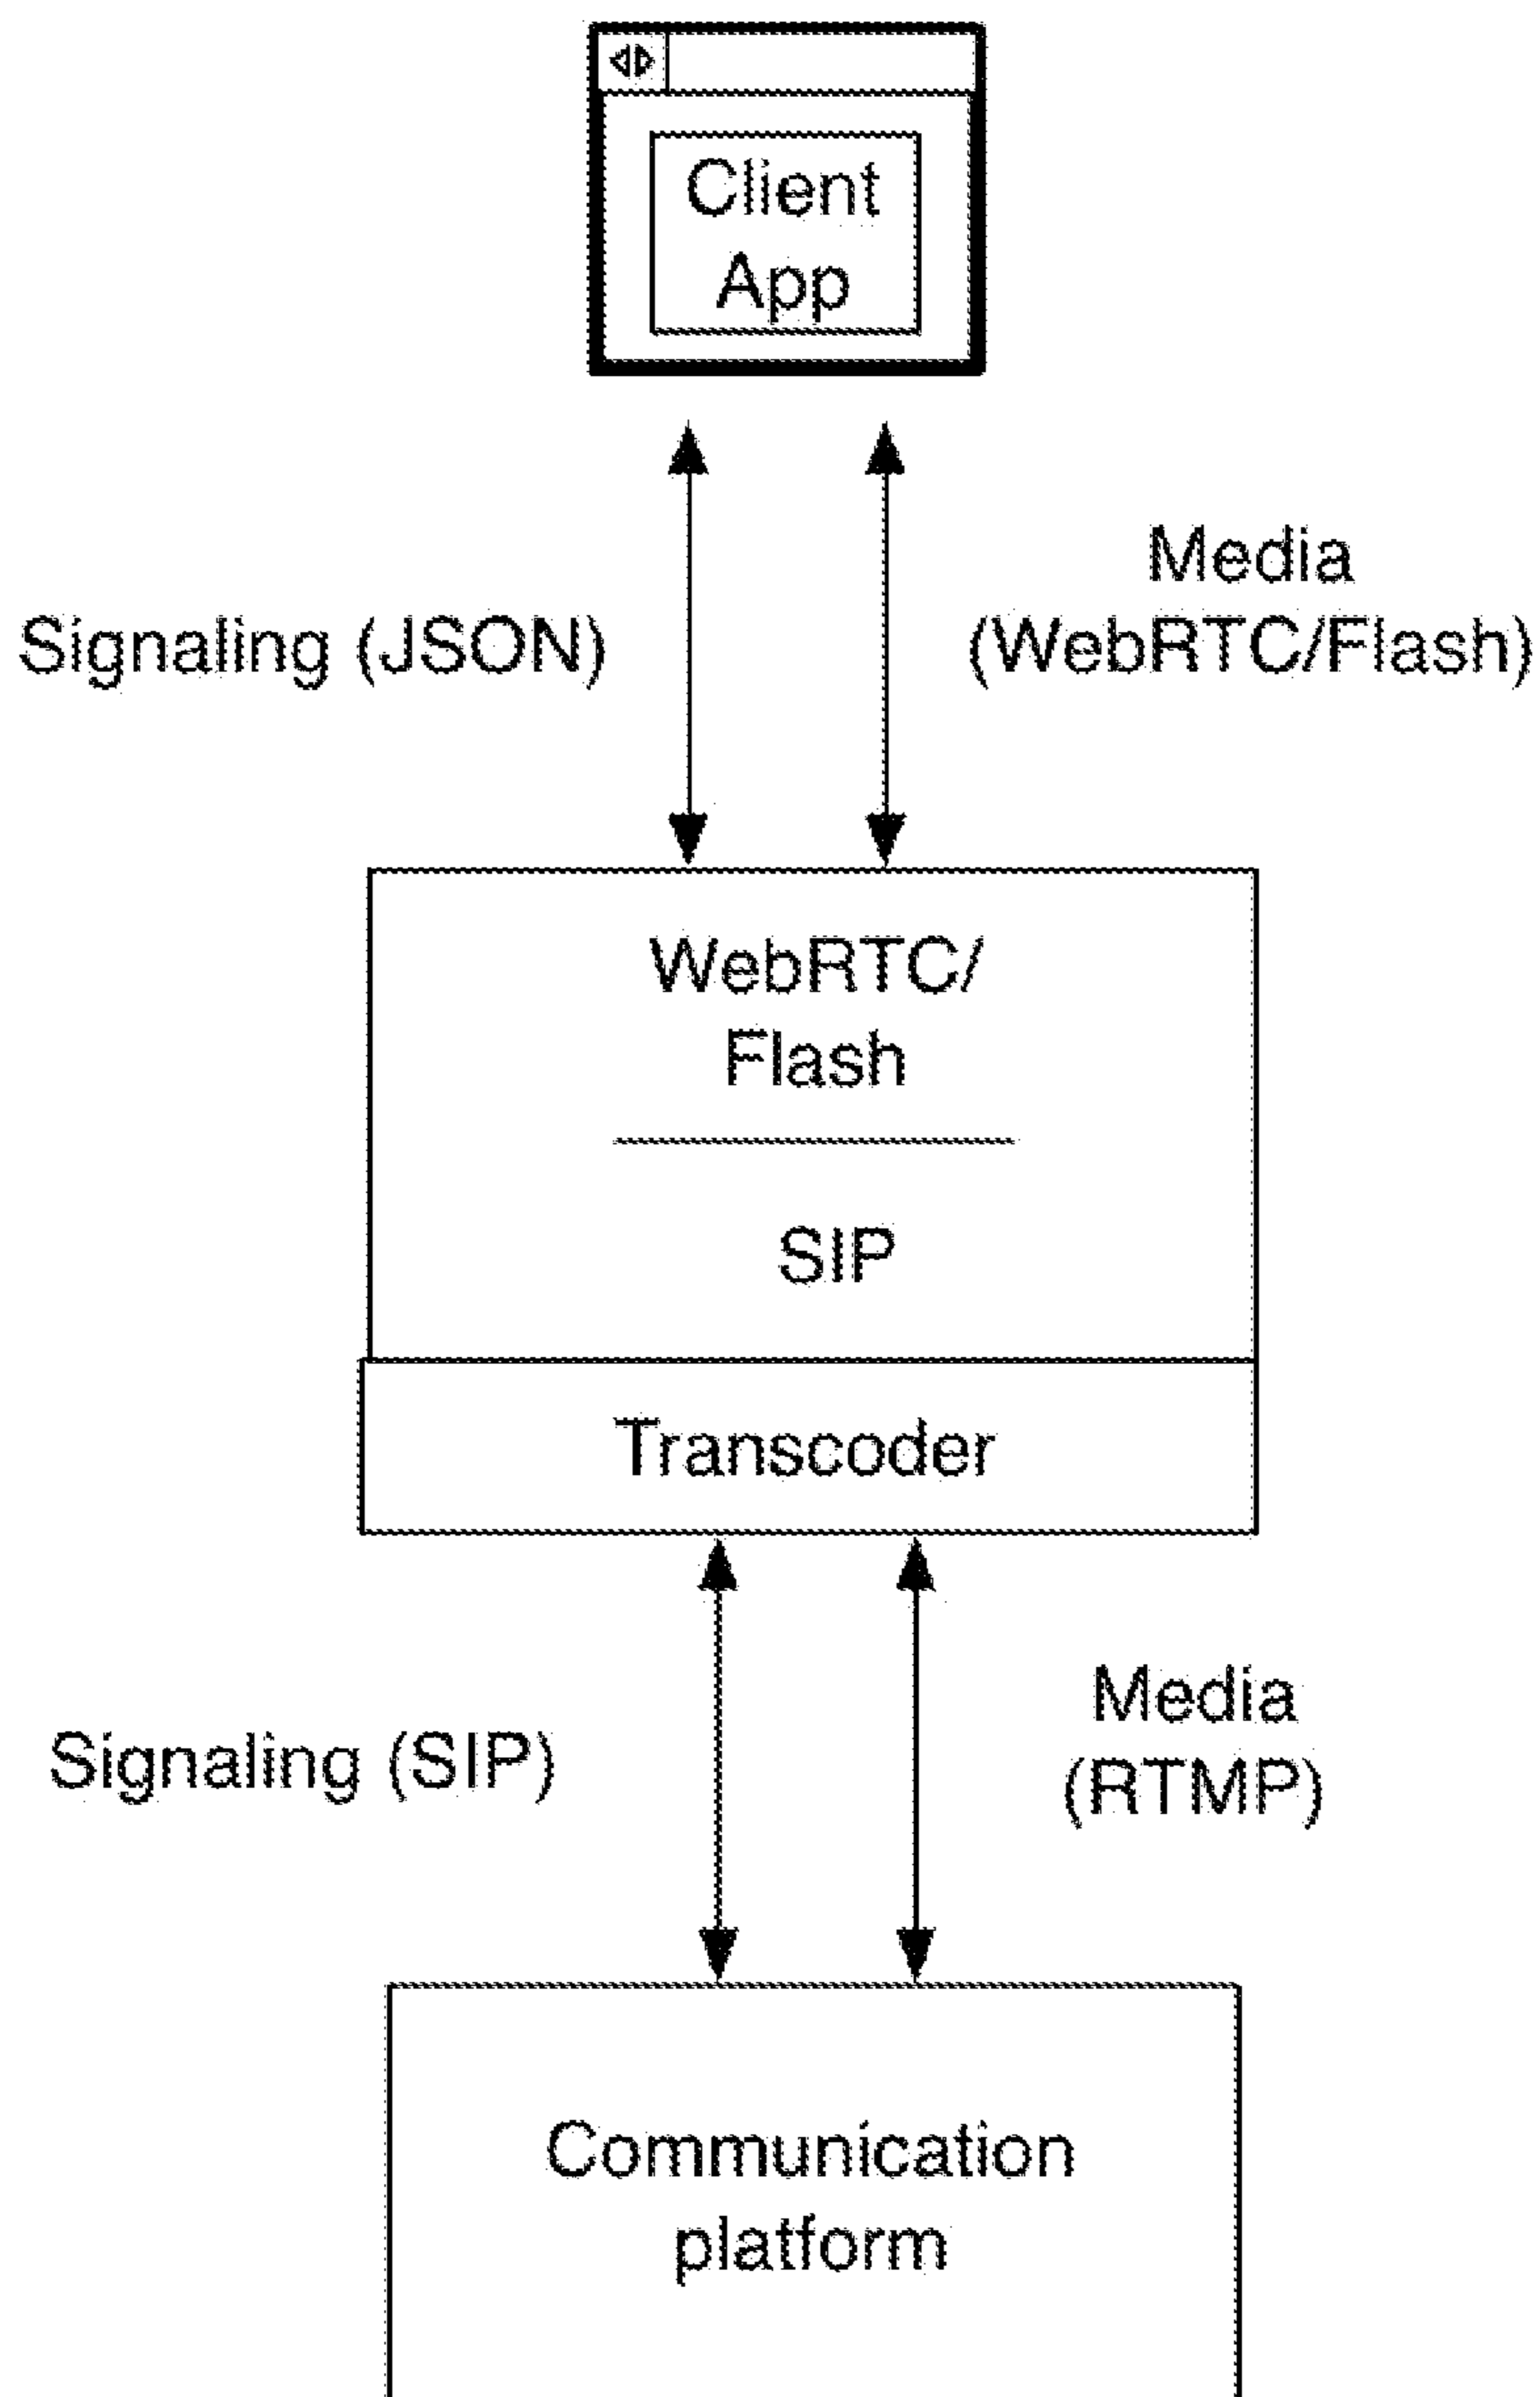 Client
App
Signaling (JSON)
Media
(WebRTC/Flash)
WebRTC/
Flash
SIP
Transcoder
Signaling (SIP)
Media
(RTMP)
Communication
platform